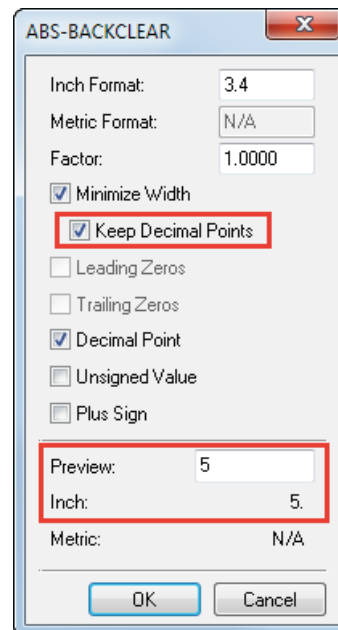 ABS-BACKCLEAR
Inch Format: 3.4
Metric Format: N/A
Factor: 1.0000
Minimize Width
Keep Decimal Points
Leading Zeros
Trailing Zeros
Decimal Point
Unsigned Value
Plus Sign
Preview: 5
Inch: 5.
Metric: N/A
OK Cancel